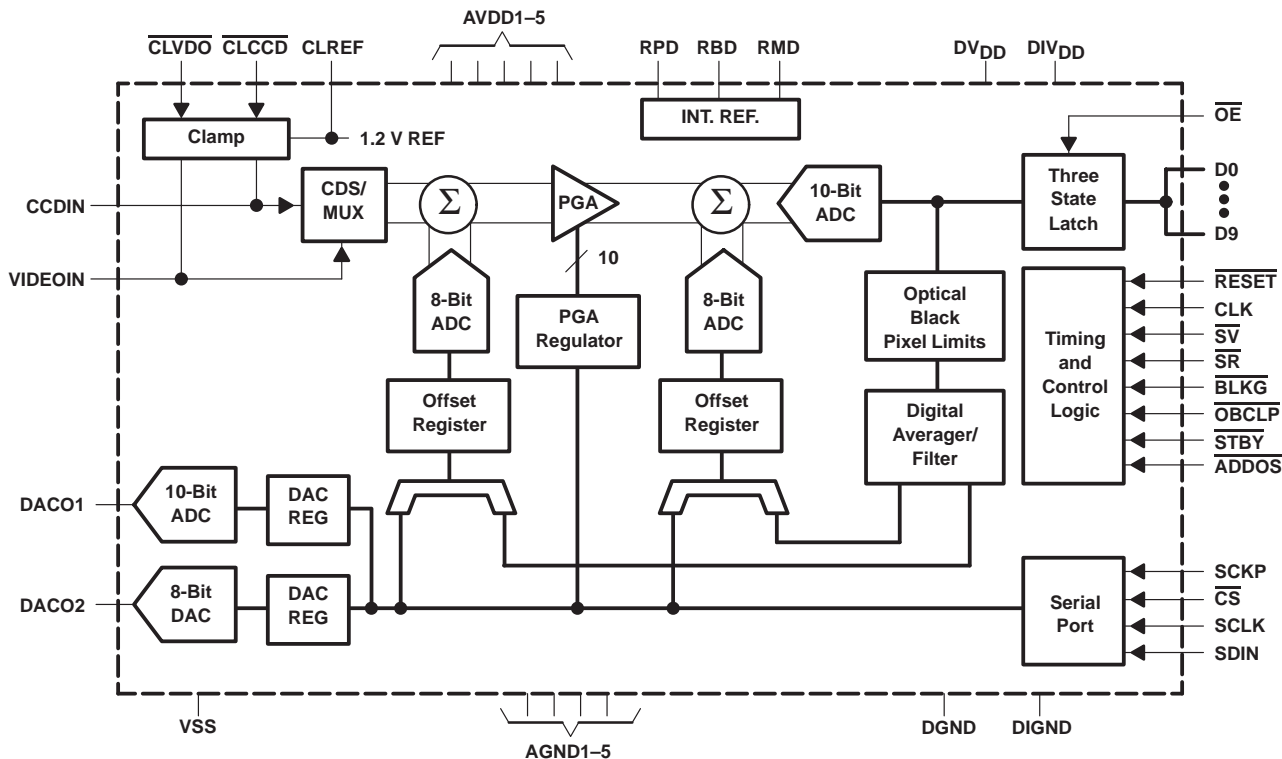 AVDD1–5
CLVDO CLCCD CLREF
RPD RBD RMD
DVDD DIVDD
INT. REF.
OE
Clamp
1.2 V REF
CCDIN
CDS/
MUX
Σ
PGA
Σ
10-Bit
ADC
Three
State
Latch
D0
D9
VIDEOIN
10
8-Bit
ADC
PGA
Regulator
8-Bit
ADC
Optical
Black
Pixel Limits
Timing
and
Control
Logic
RESET
CLK
SV
SR
BLKG
OBCLP
STBY
ADDOS
Offset
Register
Offset
Register
Digital
Averager/
Filter
DACO1
10-Bit
ADC
DAC
REG
DACO2
8-Bit
DAC
DAC
REG
Serial
Port
SCKP
CS
SCLK
SDIN
VSS
AGND1–5
DGND
DIGND